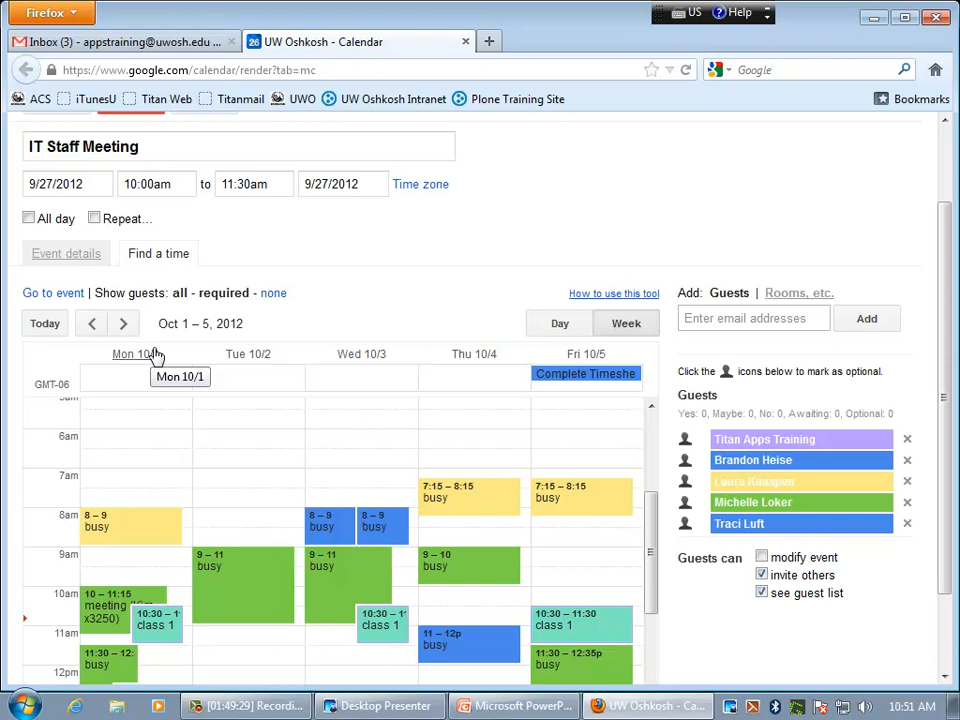 Firefox
US Help
Inbox (3) - appstraining@uwosh.edu ...
26 UW Oshkosh - Calendar
https://www.google.com/calendar/render?tab=mc
Google
ACS iTunesU Titan Web Titanmail UWO UW Oshkosh Intranet Plone Training Site Bookmarks
IT Staff Meeting
9/27/2012 10:00am to 11:30am 9/27/2012 Time zone
All day Repeat...
Event details Find a time
Go to event | Show guests: all - required - none How to use this tool
Today Oct 1 – 5, 2012 Day Week
Mon 10/ Tue 10/2 Wed 10/3 Thu 10/4 Fri 10/5
Mon 10/1
GMT-06 Complete Timeshe
6am
7am
7:15 – 8:15 7:15 – 8:15
busy busy
8am
8 – 9 8 – 9 8 – 9
busy busy busy
9am
9 – 11 9 – 11 9 – 10
busy busy busy
10am
10 – 11:15
meeting
x3250)
10:30 – 1 10:30 – 1 10:30 – 11:30
class 1 class 1 class 1
11am
11 – 12p
busy
11:30 – 12: 11:30 – 12:35p
busy busy
12pm
Add: Guests | Rooms, etc.
Enter email addresses Add
Click the icons below to mark as optional.
Guests
Yes: 0, Maybe: 0, No: 0, Awaiting: 0, Optional: 0
Titan Apps Training
Brandon Heise
Laura Knaapen
Michelle Loker
Traci Luft
Guests can modify event
invite others
see guest list
[01:49:29] Recordi... Desktop Presenter Microsoft PowerP... UW Oshkosh - Ca... 10:51 AM